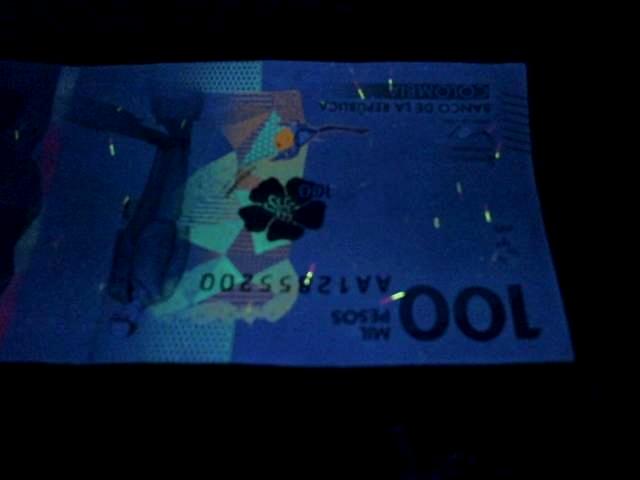 100
MIL
PESOS
AA12855200
100
BANCO DE LA REPÚBLICA
COLOMBIA